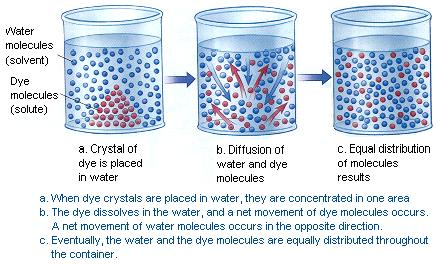 Water
molecules
(solvent)
Dye
molecules
(solute)
a. Crystal of
dye is placed
in water
b. Diffusion of
water and dye
molecules
c. Equal distribution
of molecules
results
a. When dye crystals are placed in water, they are concentrated in one area
b. The dye dissolves in the water, and a net movement of dye molecules occurs.
A net movement of water molecules occurs in the opposite direction.
c. Eventually, the water and the dye molecules are equally distributed throughout
the container.